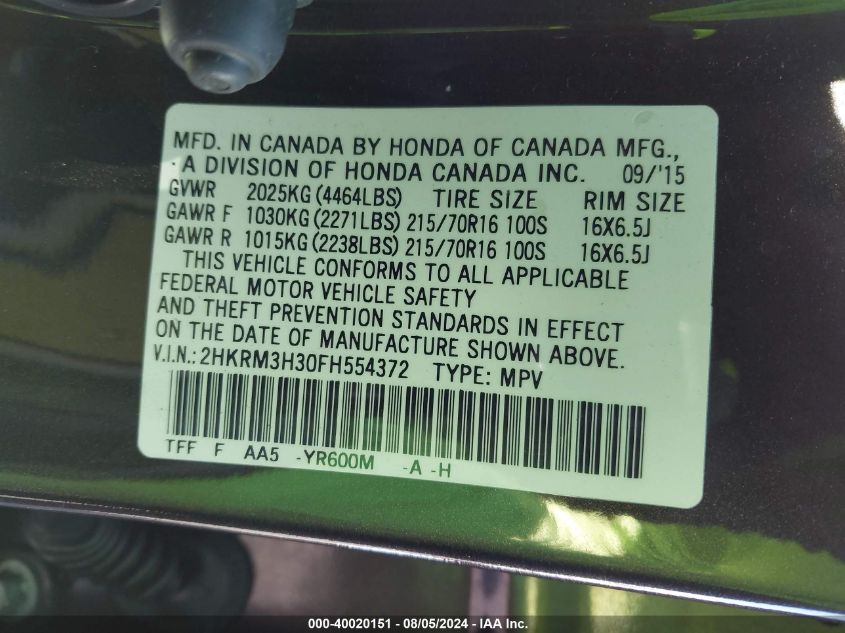 MFD. IN CANADA BY HONDA OF CANADA MFG.,
A DIVISION OF HONDA CANADA INC. 09/'15
GVWR 2025KG (4464LBS) TIRE SIZE RIM SIZE
GAWR F 1030KG (2271LBS) 215/70R16 100S 16X6.5J
GAWR R 1015KG (2238LBS) 215/70R16 100S 16X6.5J
THIS VEHICLE CONFORMS TO ALL APPLICABLE
FEDERAL MOTOR VEHICLE SAFETY
AND THEFT PREVENTION STANDARDS IN EFFECT
ON THE DATE OF MANUFACTURE SHOWN ABOVE.
V.I.N.: 2HKRM3H30FH554372 TYPE: MPV
TFF F AA5 -YR600M -A -H
000-40020151 - 08/05/2024 - IAA Inc.